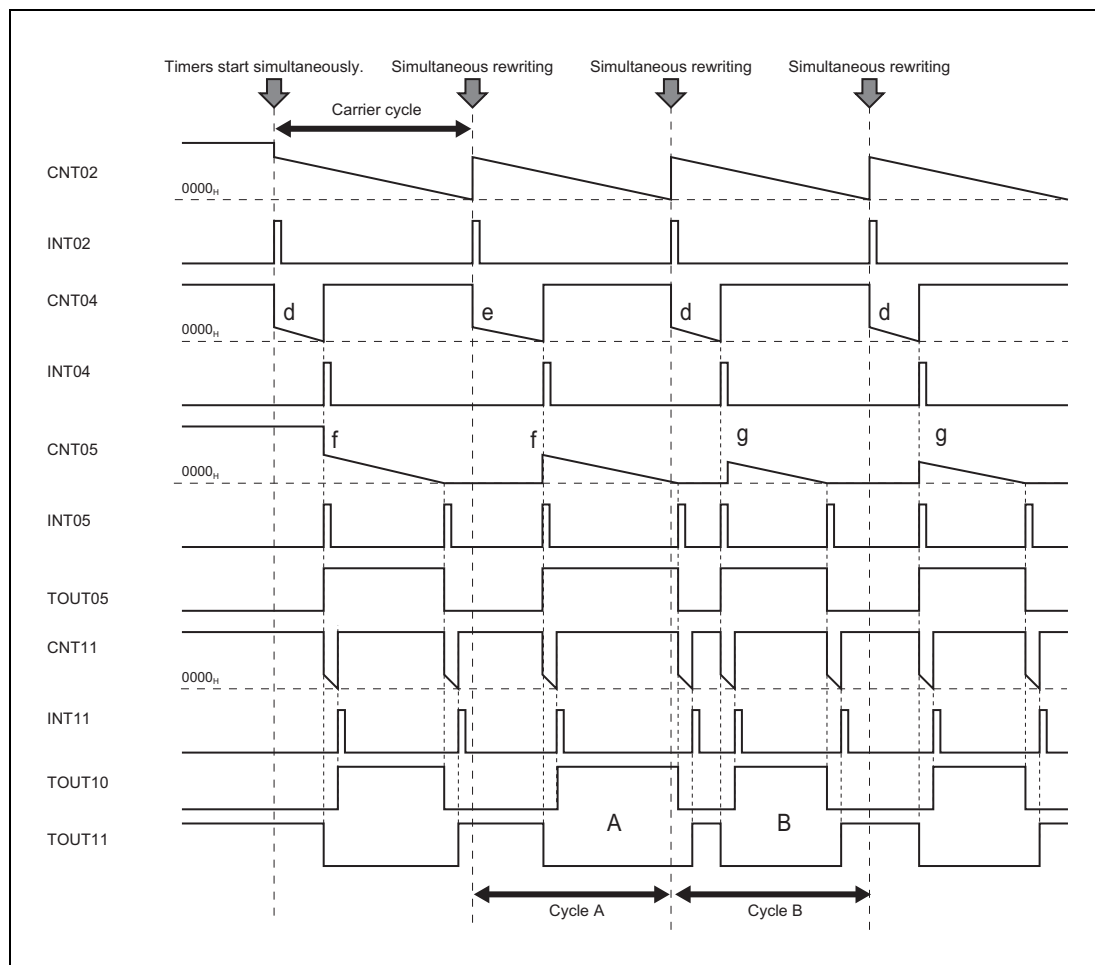 Timers start simultaneously. Simultaneous rewriting Simultaneous rewriting Simultaneous rewriting
Carrier cycle
CNT02
0000H
INT02
CNT04
d e d d
0000H
INT04
CNT05
f f g g
0000H
INT05
TOUT05
CNT11
0000H
INT11
TOUT10
A B
TOUT11
Cycle A Cycle B